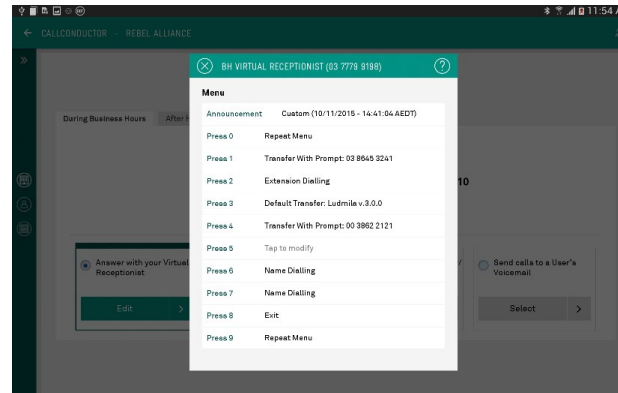 11:54
CALLCONDUCTOR - REBEL ALLIANCE
BH VIRTUAL RECEPTIONIST (03 7779 9198)
Menu
Announcement Custom (10/11/2015 - 14:41:04 AEDT)
Press 0 Repeat Menu
Press 1 Transfer With Prompt: 03 8645 3241
Press 2 Extension Dialling
Press 3 Default Transfer: Ludmila v.3.0.0
Press 4 Transfer With Prompt: 00 3862 2121
Press 5 Tap to modify
Press 6 Name Dialling
Press 7 Name Dialling
Press 8 Exit
Press 9 Repeat Menu
During Business Hours After
10
Answer with your Virtual
Receptionist
Edit
Send calls to a User's
Voicemail
Select